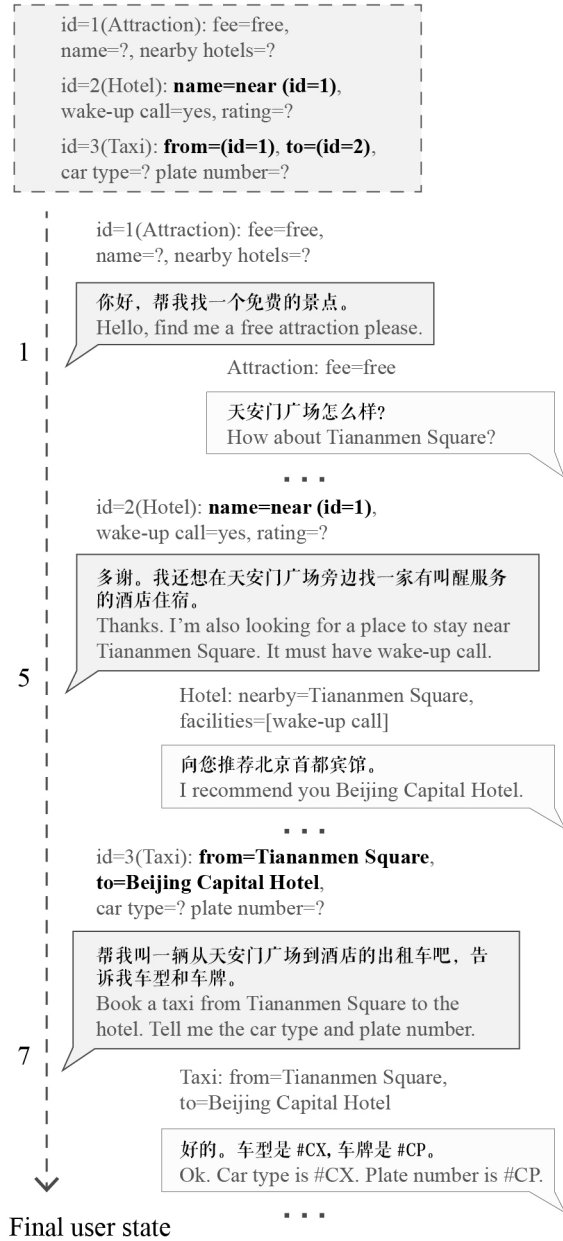 id=1(Attraction): fee=free,
name=?, nearby hotels=?
id=2(Hotel): name=near (id=1),
wake-up call=yes, rating=?
id=3(Taxi): from=(id=1), to=(id=2),
car type=? plate number=?
id=1(Attraction): fee=free,
name=?, nearby hotels=?
你好，帮我找一个免费的景点。
Hello, find me a free attraction please.
1
Attraction: fee=free
天安门广场怎么样?
How about Tiananmen Square?
...
id=2(Hotel): name=near (id=1),
wake-up call=yes, rating=?
多谢。我还想在天安门广场旁边找一家有叫醒服务
的酒店住宿。
Thanks. I’m also looking for a place to stay near
Tiananmen Square. It must have wake-up call.
5
Hotel: nearby=Tiananmen Square,
facilities=[wake-up call]
向您推荐北京首都宾馆。
I recommend you Beijing Capital Hotel.
...
id=3(Taxi): from=Tiananmen Square,
to=Beijing Capital Hotel,
car type=? plate number=?
帮我叫一辆从天安门广场到酒店的出租车吧，告
诉我车型和车牌。
Book a taxi from Tiananmen Square to the
hotel. Tell me the car type and plate number.
7
Taxi: from=Tiananmen Square,
to=Beijing Capital Hotel
好的。车型是 #CX, 车牌是 #CP。
Ok. Car type is #CX. Plate number is #CP.
...
Final user state